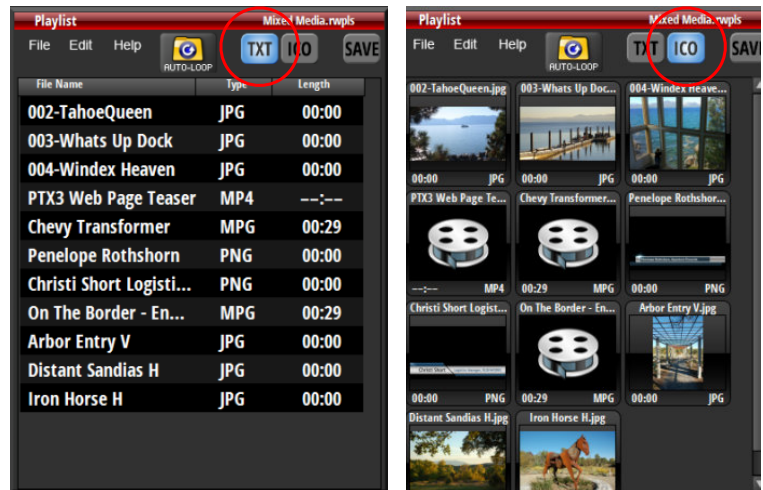 Playlist Mixed Media.rwpls
File Edit Help AUTO-LOOP TXT ICO SAVE
File Name Type Length
002-TahoeQueen JPG 00:00
003-Whats Up Dock JPG 00:00
004-Windex Heaven JPG 00:00
PTX3 Web Page Teaser MP4 --:--
Chevy Transformer MPG 00:29
Penelope Rothshorn PNG 00:00
Christi Short Logisti... PNG 00:00
On The Border - En... MPG 00:29
Arbor Entry V JPG 00:00
Distant Sandias H JPG 00:00
Iron Horse H JPG 00:00
Playlist Mixed Media.rwpls
File Edit Help AUTO-LOOP TXT ICO SAV
002-TahoeQueen.jpg 003-Whats Up Doc... 004-Windex Heave...
00:00 JPG 00:00 JPG 00:00 JPG
PTX3 Web Page Te... Chevy Transformer... Penelope Rothshor...
--:-- MP4 00:29 MPG 00:00 PNG
Christi Short Logist... On The Border - En... Arbor Entry V.jpg
Christi Short
00:00 PNG 00:29 MPG 00:00 JPG
Distant Sandias H.jpg Iron Horse H.jpg